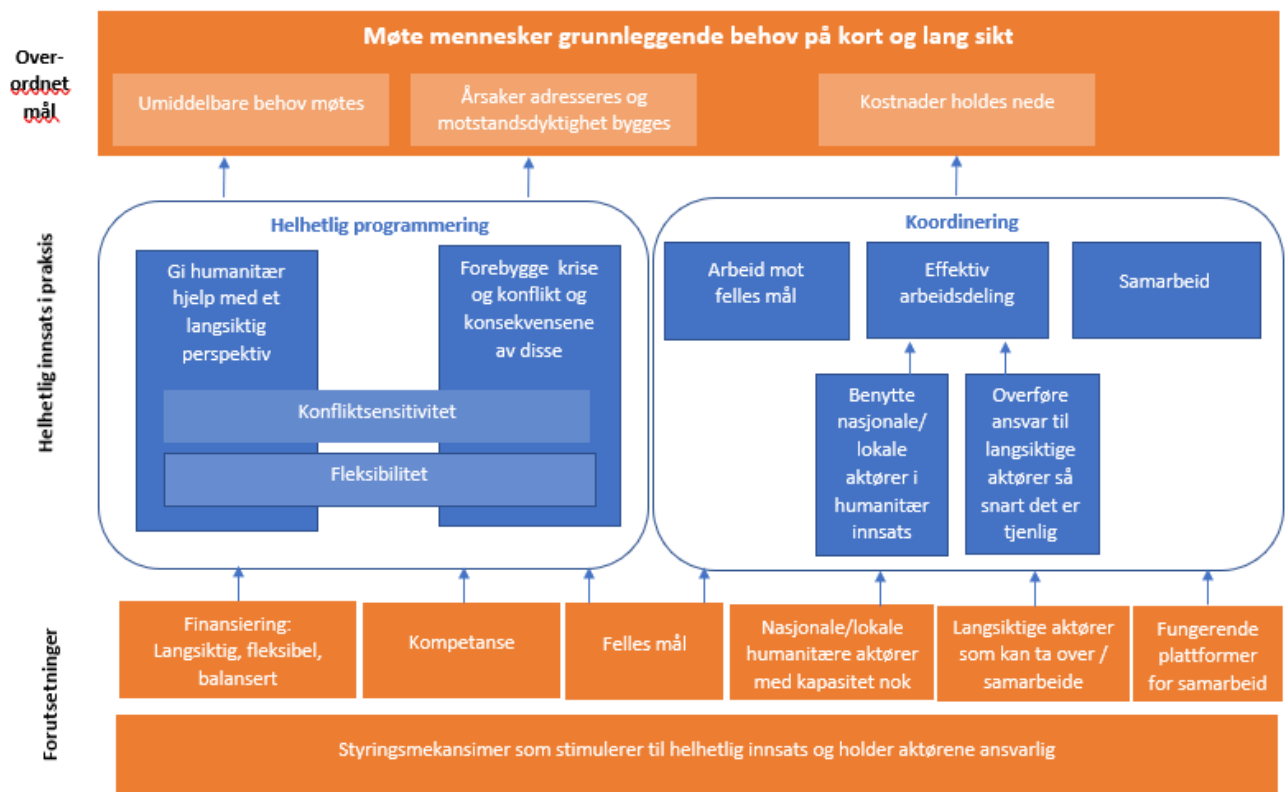 Over-
ordnet
mål
Møte mennesker grunnleggende behov på kort og lang sikt
Umiddelbare behov møtes
Årsaker adresseres og
motstandsdyktighet bygges
Kostnader holdes nede
Helhetlig innsats i praksis
Helhetlig programmering
Gi humanitær
hjelp med et
langsiktig
perspektiv
Forebygge krise
og konflikt og
konsekvensene
av disse
Konfliktsensitivitet
Fleksibilitet
Koordinering
Arbeid mot
felles mål
Effektiv
arbeidsdeling
Samarbeid
Benytte
nasjonale/
lokale
aktører i
humanitær
innsats
Overføre
ansvar til
langsiktige
aktører så
snart det er
tjenlig
Forutsetninger
Finansiering:
Langsiktig, fleksibel,
balansert
Kompetanse
Felles mål
Nasjonale/lokale
humanitære aktører
med kapasitet nok
Langsiktige aktører
som kan ta over /
samarbeide
Fungerende
plattformer
for samarbeid
Styringsmekansimer som stimulerer til helhetlig innsats og holder aktørene ansvarlig